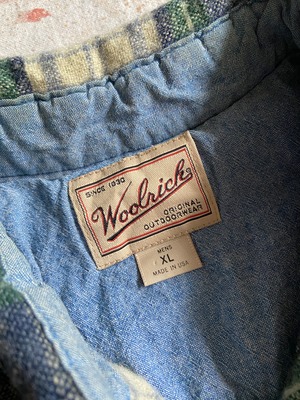 SINCE 1830
Woolrich
ORIGINAL
OUTDOORWEAR
MENS
XL
MADE IN USA